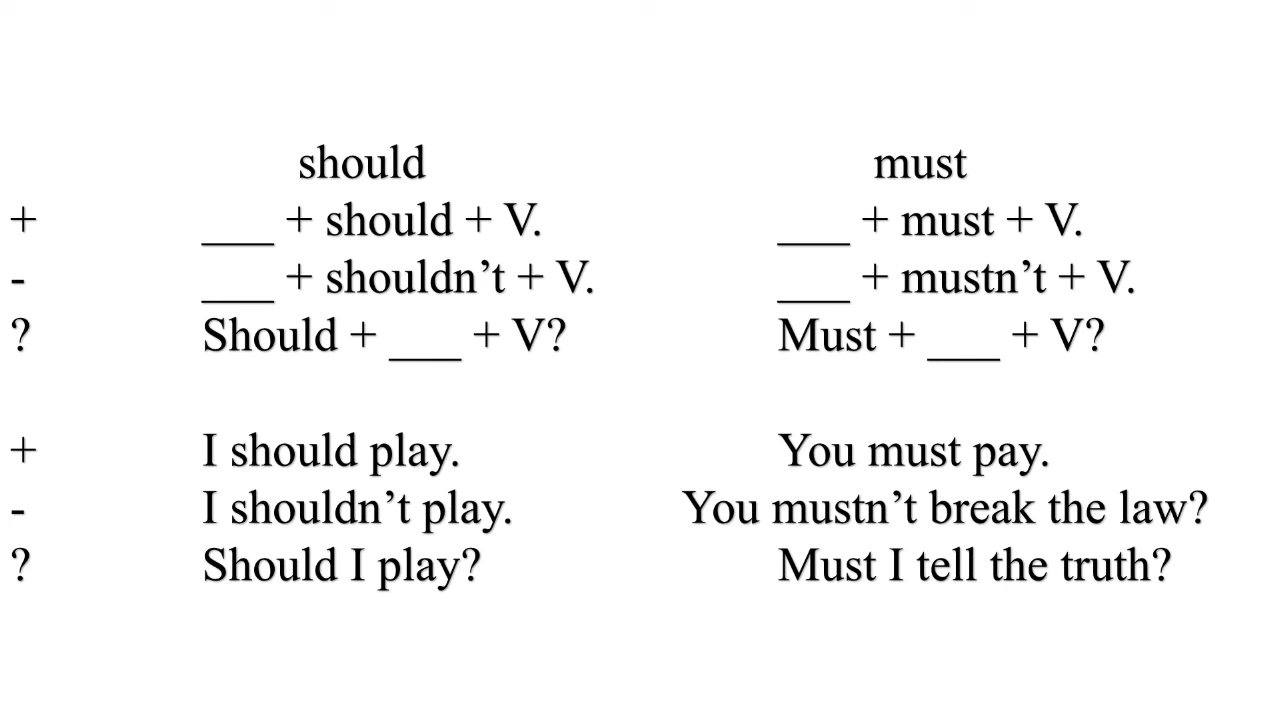 should must
+ ___ + should + V. ___ + must + V.
- ___ + shouldn’t + V. ___ + mustn’t + V.
? Should + ___ + V? Must + ___ + V?
+ I should play. You must pay.
- I shouldn’t play. You mustn’t break the law?
? Should I play? Must I tell the truth?